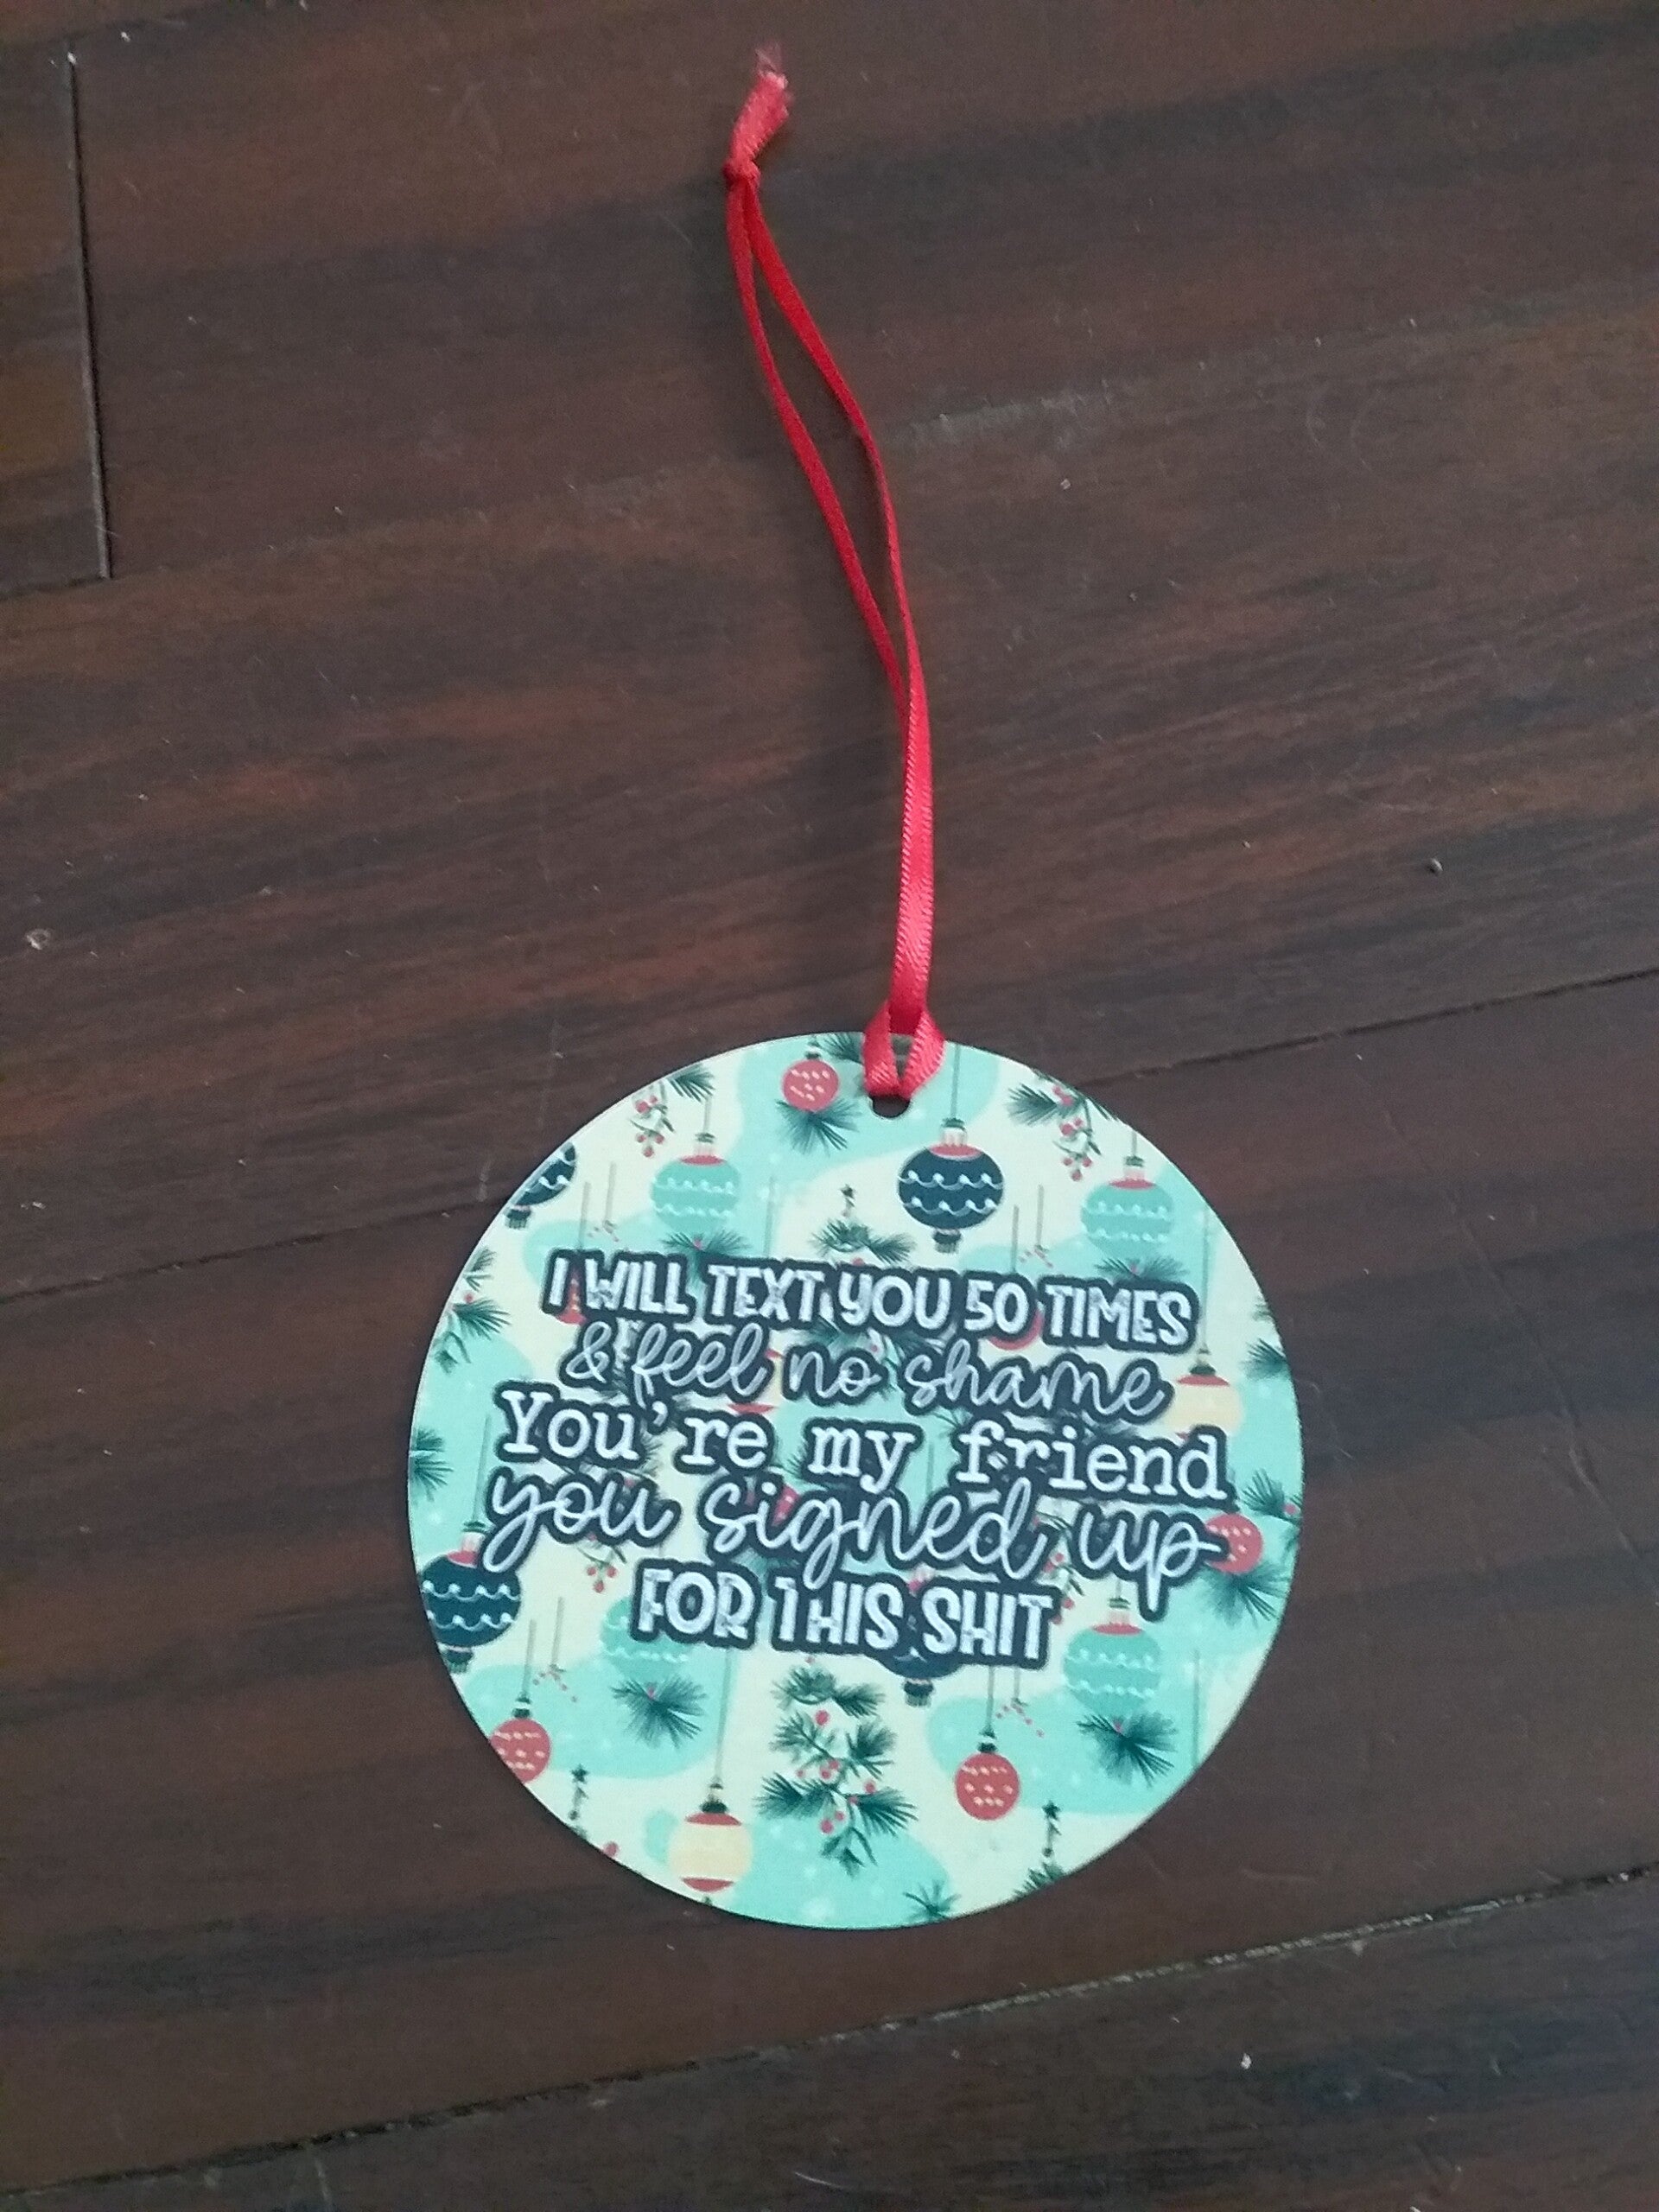 I WILL TEXT YOU 50 TIMES
& feel no shame
You're my friend
you signed up
FOR THIS SHIT